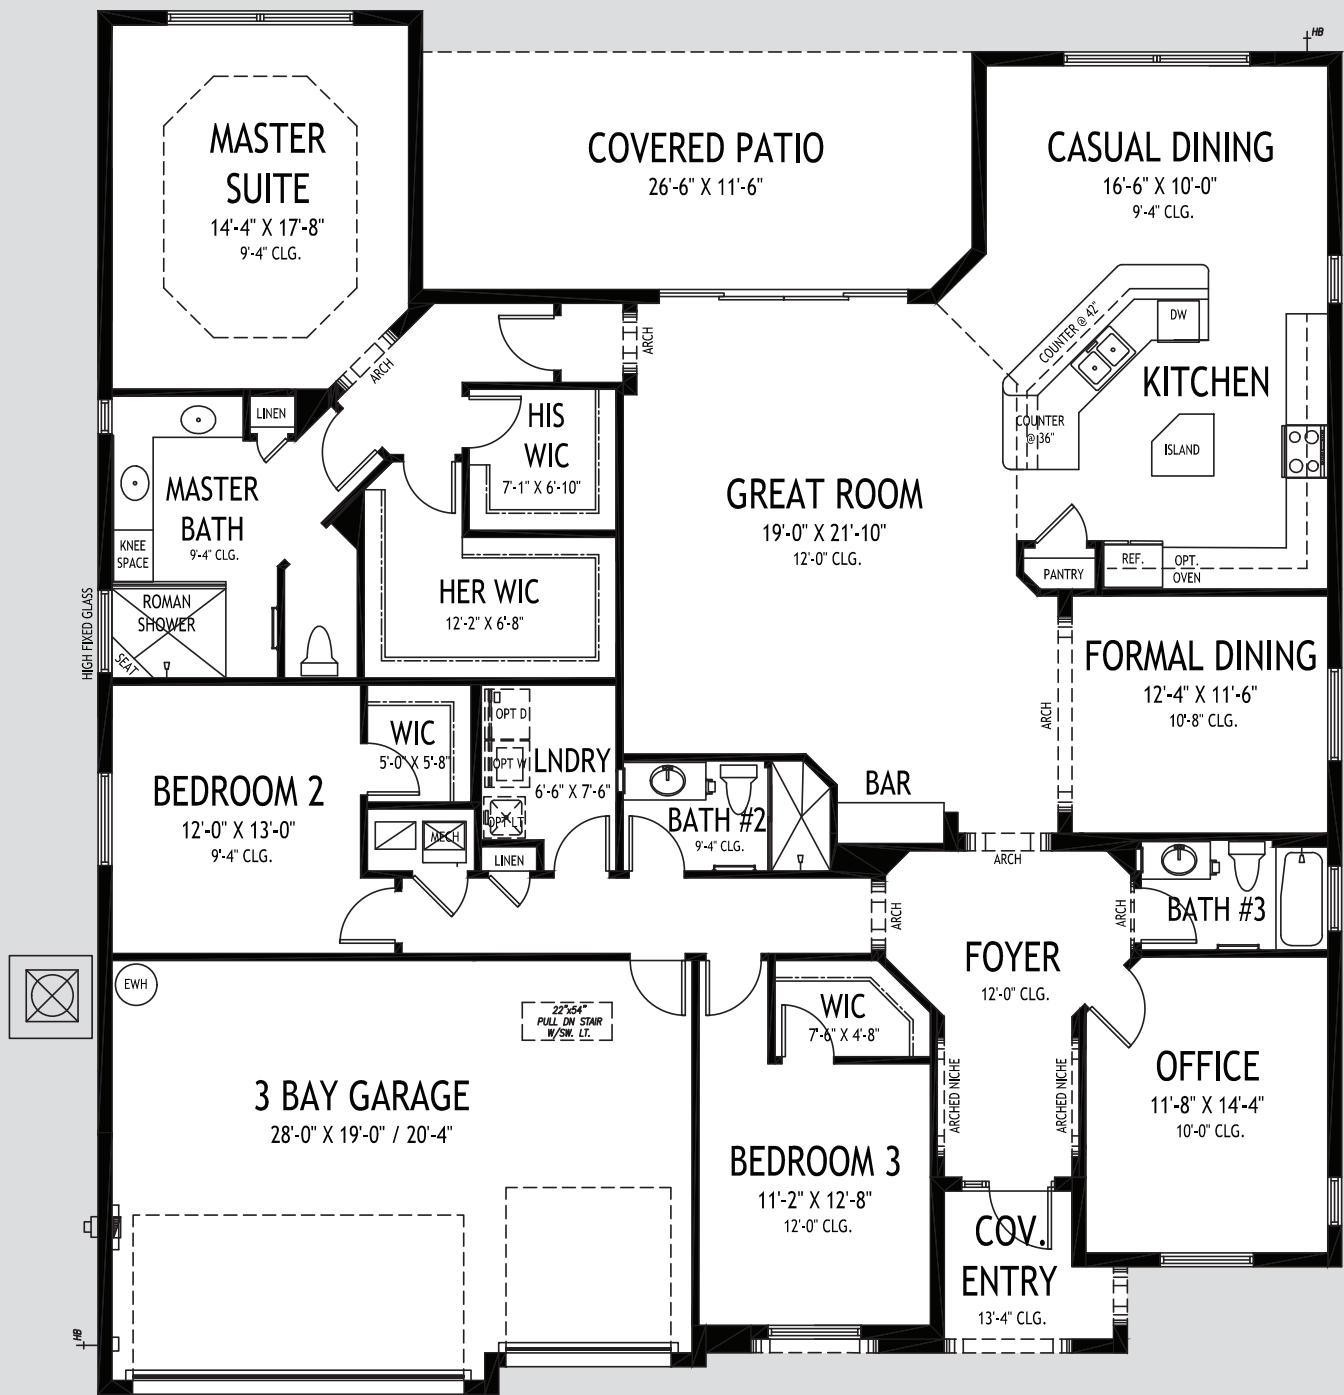 HB
MASTER
SUITE
14'-4" X 17'-8"
9'-4" CLG.
COVERED PATIO
26'-6" X 11'-6"
CASUAL DINING
16'-6" X 10'-0"
9'-4" CLG.
ARCH
ARCH
COUNTER @ 42"
DW
KITCHEN
COUNTER
@ 36"
ISLAND
LINEN
HIS
WIC
7'-1" X 6'-10"
MASTER
BATH
9'-4" CLG.
KNEE
SPACE
GREAT ROOM
19'-0" X 21'-10"
12'-0" CLG.
PANTRY
REF.
OPT.
OVEN
HER WIC
12'-2" X 6'-8"
ROMAN
SHOWER
SEAT
HIGH FIXED GLASS
FORMAL DINING
12'-4" X 11'-6"
10'-8" CLG.
ARCH
WIC
5'-0" X 5'-8"
OPT D
OPT W
OPT LT
LNDRY
6'-6" X 7'-6"
BEDROOM 2
12'-0" X 13'-0"
9'-4" CLG.
MECH
LINEN
BATH #2
9'-4" CLG.
BAR
ARCH
ARCH
ARCH
BATH #3
FOYER
12'-0" CLG.
EWH
22"x54"
PULL DN STAIR
W/SW. LT.
WIC
7'-6" X 4'-8"
ARCHED NICHE
ARCHED NICHE
OFFICE
11'-8" X 14'-4"
10'-0" CLG.
3 BAY GARAGE
28'-0" X 19'-0" / 20'-4"
BEDROOM 3
11'-2" X 12'-8"
12'-0" CLG.
COV.
ENTRY
13'-4" CLG.
HB